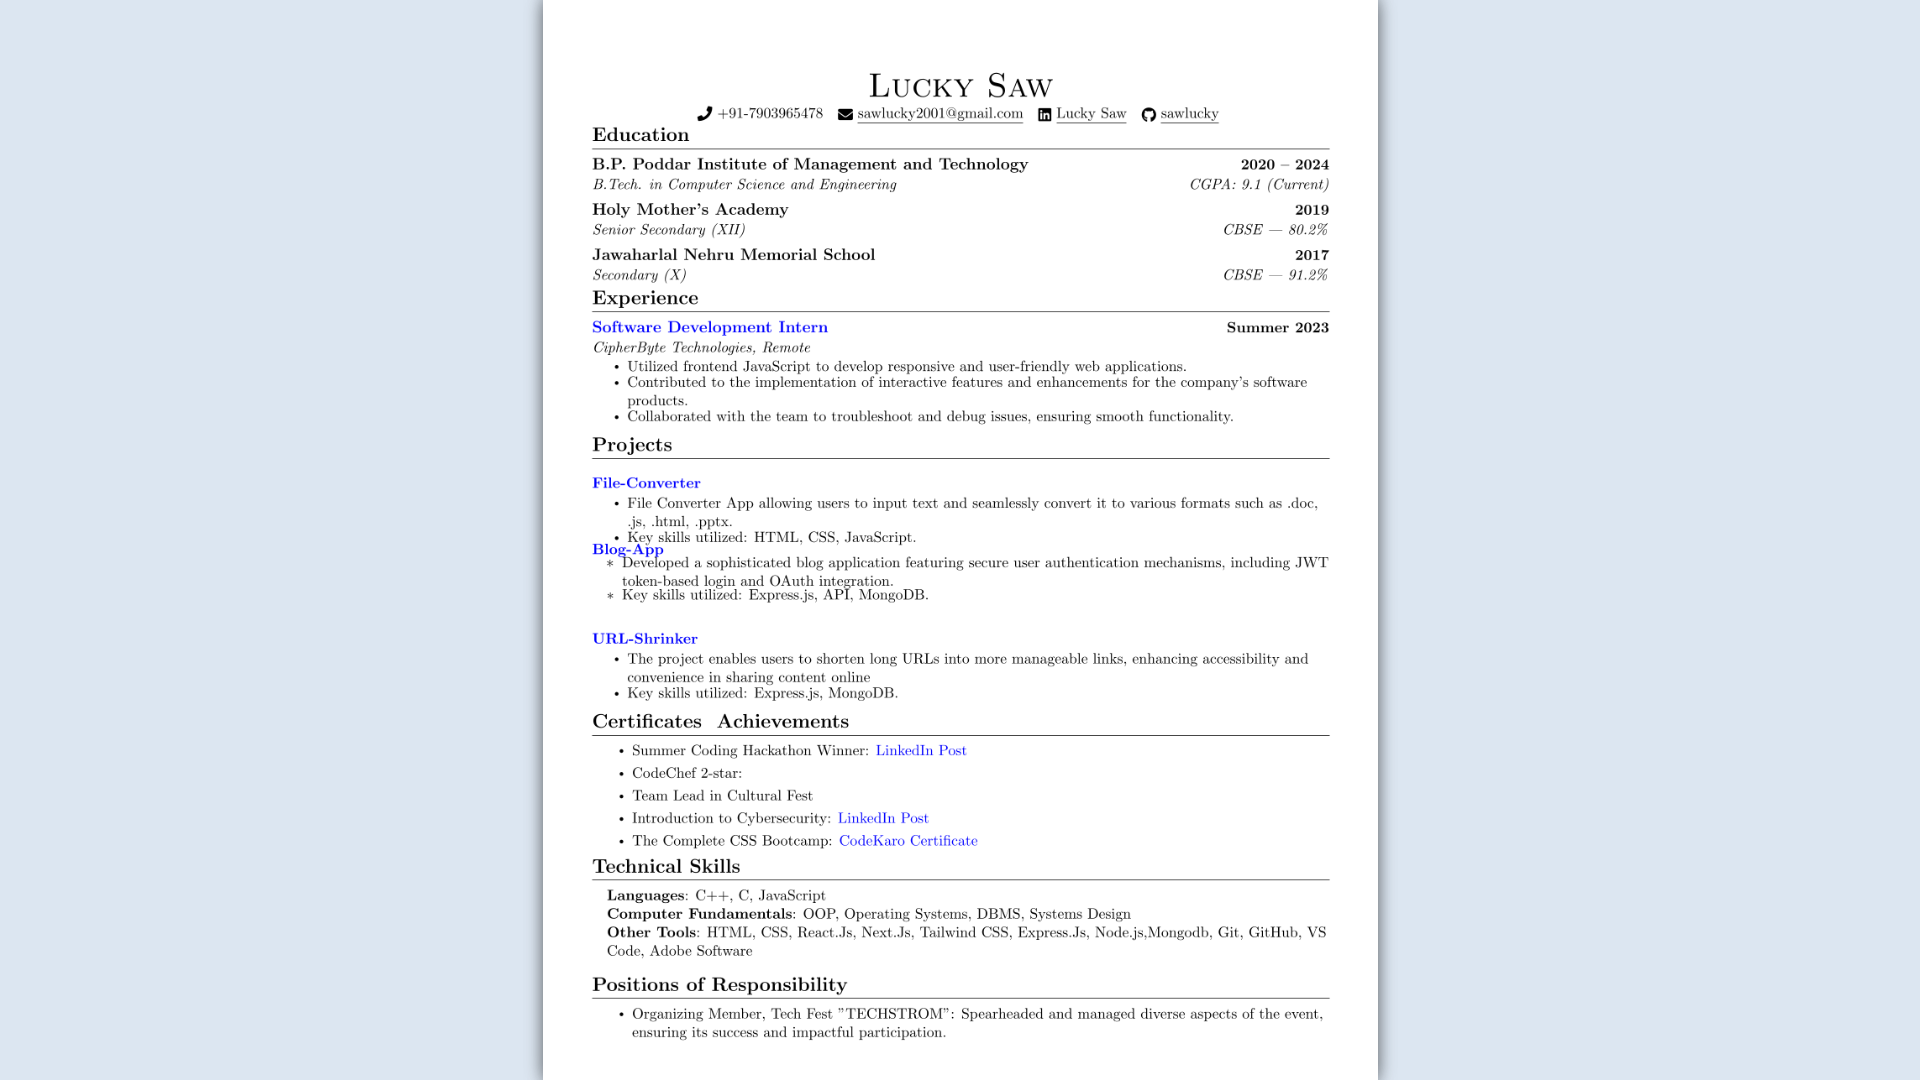 Lucky Saw
+91-7903965478 sawlucky2001@gmail.com Lucky Saw sawlucky
Education
B.P. Poddar Institute of Management and Technology 2020 – 2024
B.Tech. in Computer Science and Engineering CGPA: 9.1 (Current)
Holy Mother's Academy 2019
Senior Secondary (XII) CBSE — 80.2%
Jawaharlal Nehru Memorial School 2017
Secondary (X) CBSE — 91.2%
Experience
Software Development Intern Summer 2023
CipherByte Technologies, Remote
• Utilized frontend JavaScript to develop responsive and user-friendly web applications.
• Contributed to the implementation of interactive features and enhancements for the company's software
products.
• Collaborated with the team to troubleshoot and debug issues, ensuring smooth functionality.
Projects
File-Converter
• File Converter App allowing users to input text and seamlessly convert it to various formats such as .doc,
.js, .html, .pptx.
• Key skills utilized: HTML, CSS, JavaScript.
Blog-App
∗ Developed a sophisticated blog application featuring secure user authentication mechanisms, including JWT
token-based login and OAuth integration.
∗ Key skills utilized: Express.js, API, MongoDB.
URL-Shrinker
• The project enables users to shorten long URLs into more manageable links, enhancing accessibility and
convenience in sharing content online
• Key skills utilized: Express.js, MongoDB.
Certificates Achievements
• Summer Coding Hackathon Winner: LinkedIn Post
• CodeChef 2-star:
• Team Lead in Cultural Fest
• Introduction to Cybersecurity: LinkedIn Post
• The Complete CSS Bootcamp: CodeKaro Certificate
Technical Skills
Languages: C++, C, JavaScript
Computer Fundamentals: OOP, Operating Systems, DBMS, Systems Design
Other Tools: HTML, CSS, React.Js, Next.Js, Tailwind CSS, Express.Js, Node.js,Mongodb, Git, GitHub, VS
Code, Adobe Software
Positions of Responsibility
• Organizing Member, Tech Fest ”TECHSTROM”: Spearheaded and managed diverse aspects of the event,
ensuring its success and impactful participation.